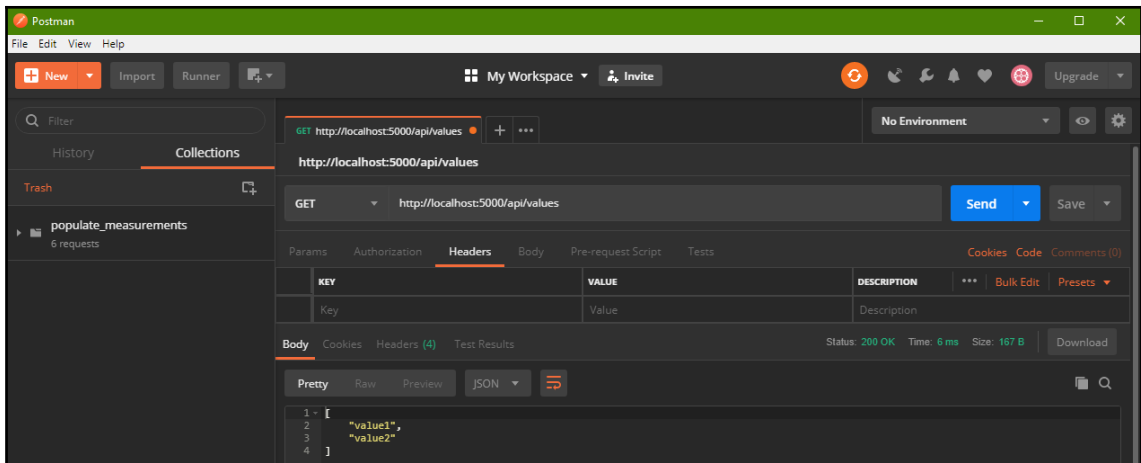 Postman
File Edit View Help
New Import Runner My Workspace Invite Upgrade
Filter
History Collections
Trash
populate_measurements
6 requests
GET http://localhost:5000/api/values
No Environment
http://localhost:5000/api/values
GET http://localhost:5000/api/values Send Save
Params Authorization Headers Body Pre-request Script Tests Cookies Code Comments (0)
KEY VALUE DESCRIPTION Bulk Edit Presets
Key Value Description
Body Cookies Headers (4) Test Results Status: 200 OK Time: 6 ms Size: 167 B Download
Pretty Raw Preview JSON
1 [
2 "value1",
3 "value2"
4 ]